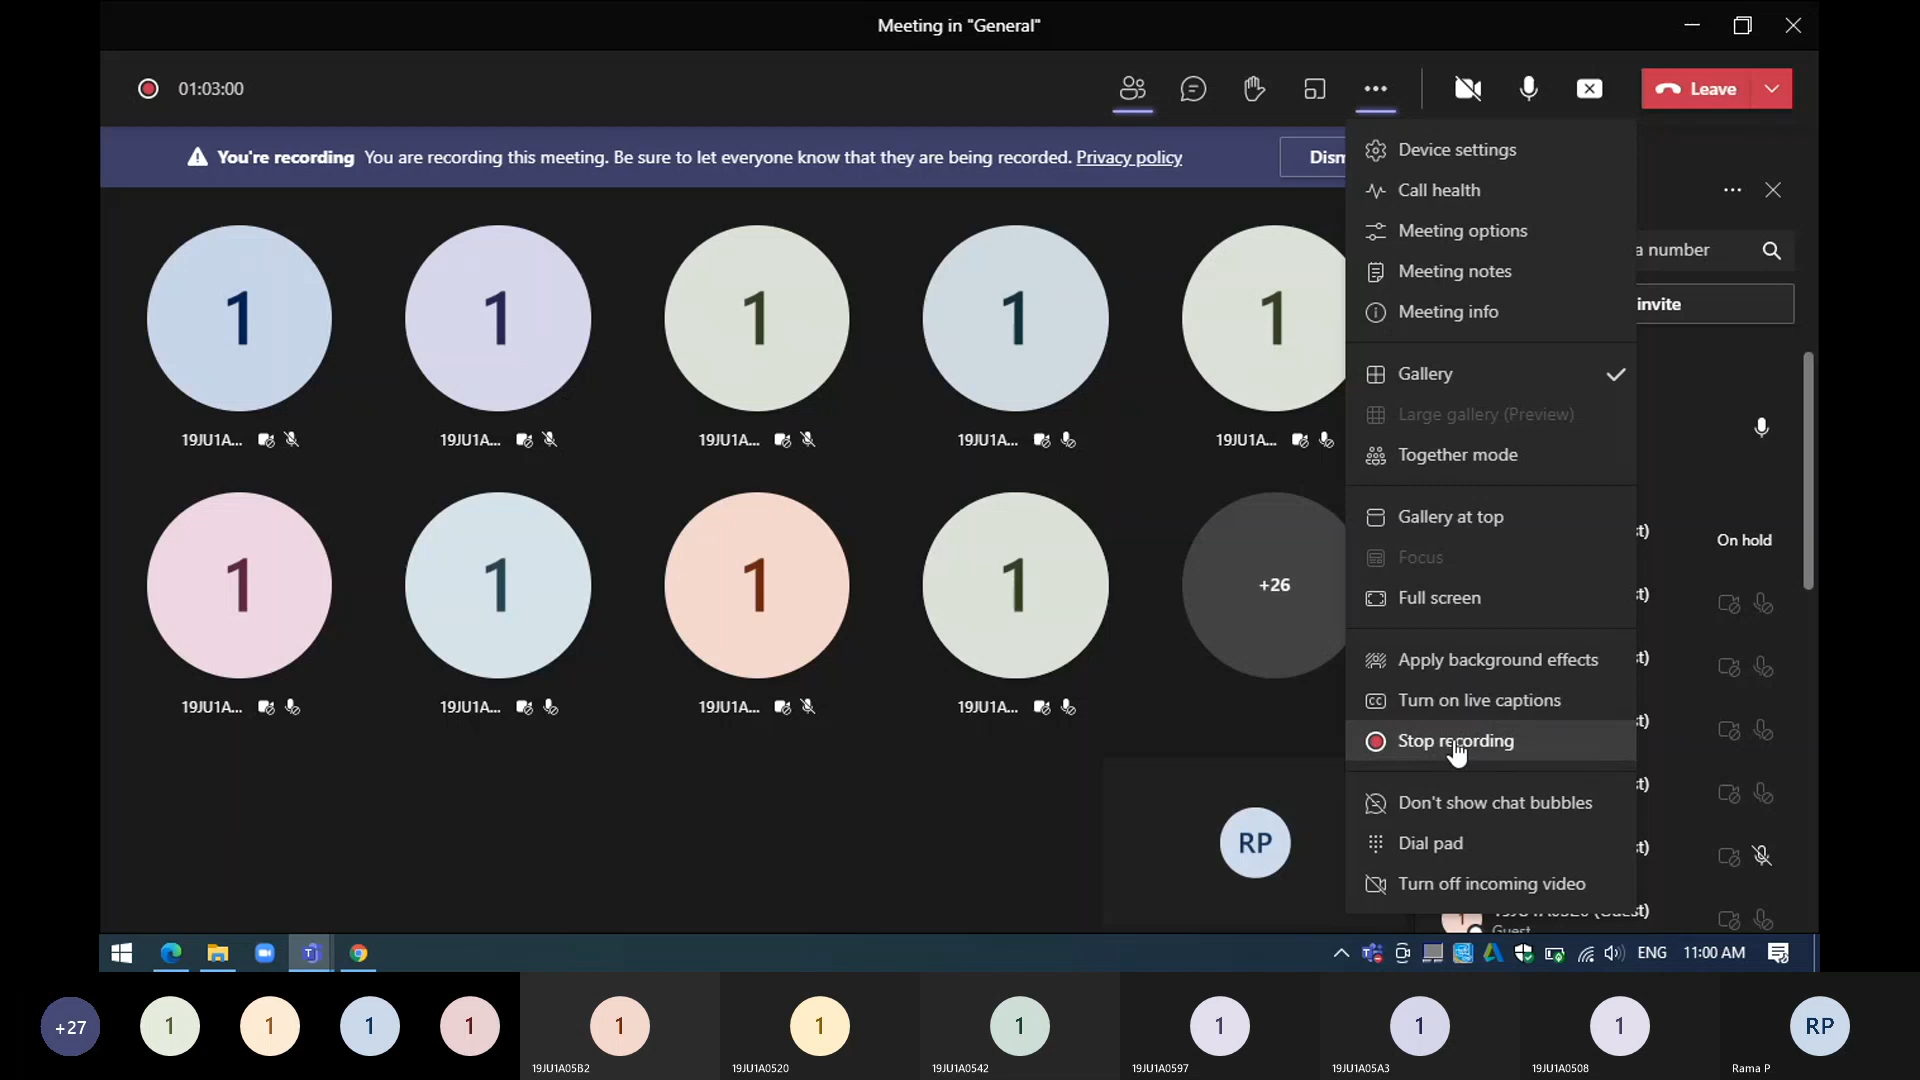 Meeting in "General"
01:03:00
Leave
You're recording You are recording this meeting. Be sure to let everyone know that they are being recorded. Privacy policy
Dism
Device settings
Call health
Meeting options
Meeting notes
Meeting info
Gallery
Large gallery (Preview)
Together mode
Gallery at top
Focus
Full screen
Apply background effects
Turn on live captions
Stop recording
Don't show chat bubbles
Dial pad
Turn off incoming video
a number
invite
On hold
1 1 1 1 1
19JU1A... 19JU1A... 19JU1A... 19JU1A... 19JU1A...
1 1 1 1 +26
19JU1A... 19JU1A... 19JU1A... 19JU1A...
RP
Guest
ENG 11:00 AM
+27 1 1 1 1 1 1 1 1 1 1 RP
19JU1A05B2 19JU1A0520 19JU1A0542 19JU1A0597 19JU1A05A3 19JU1A0508 Rama P